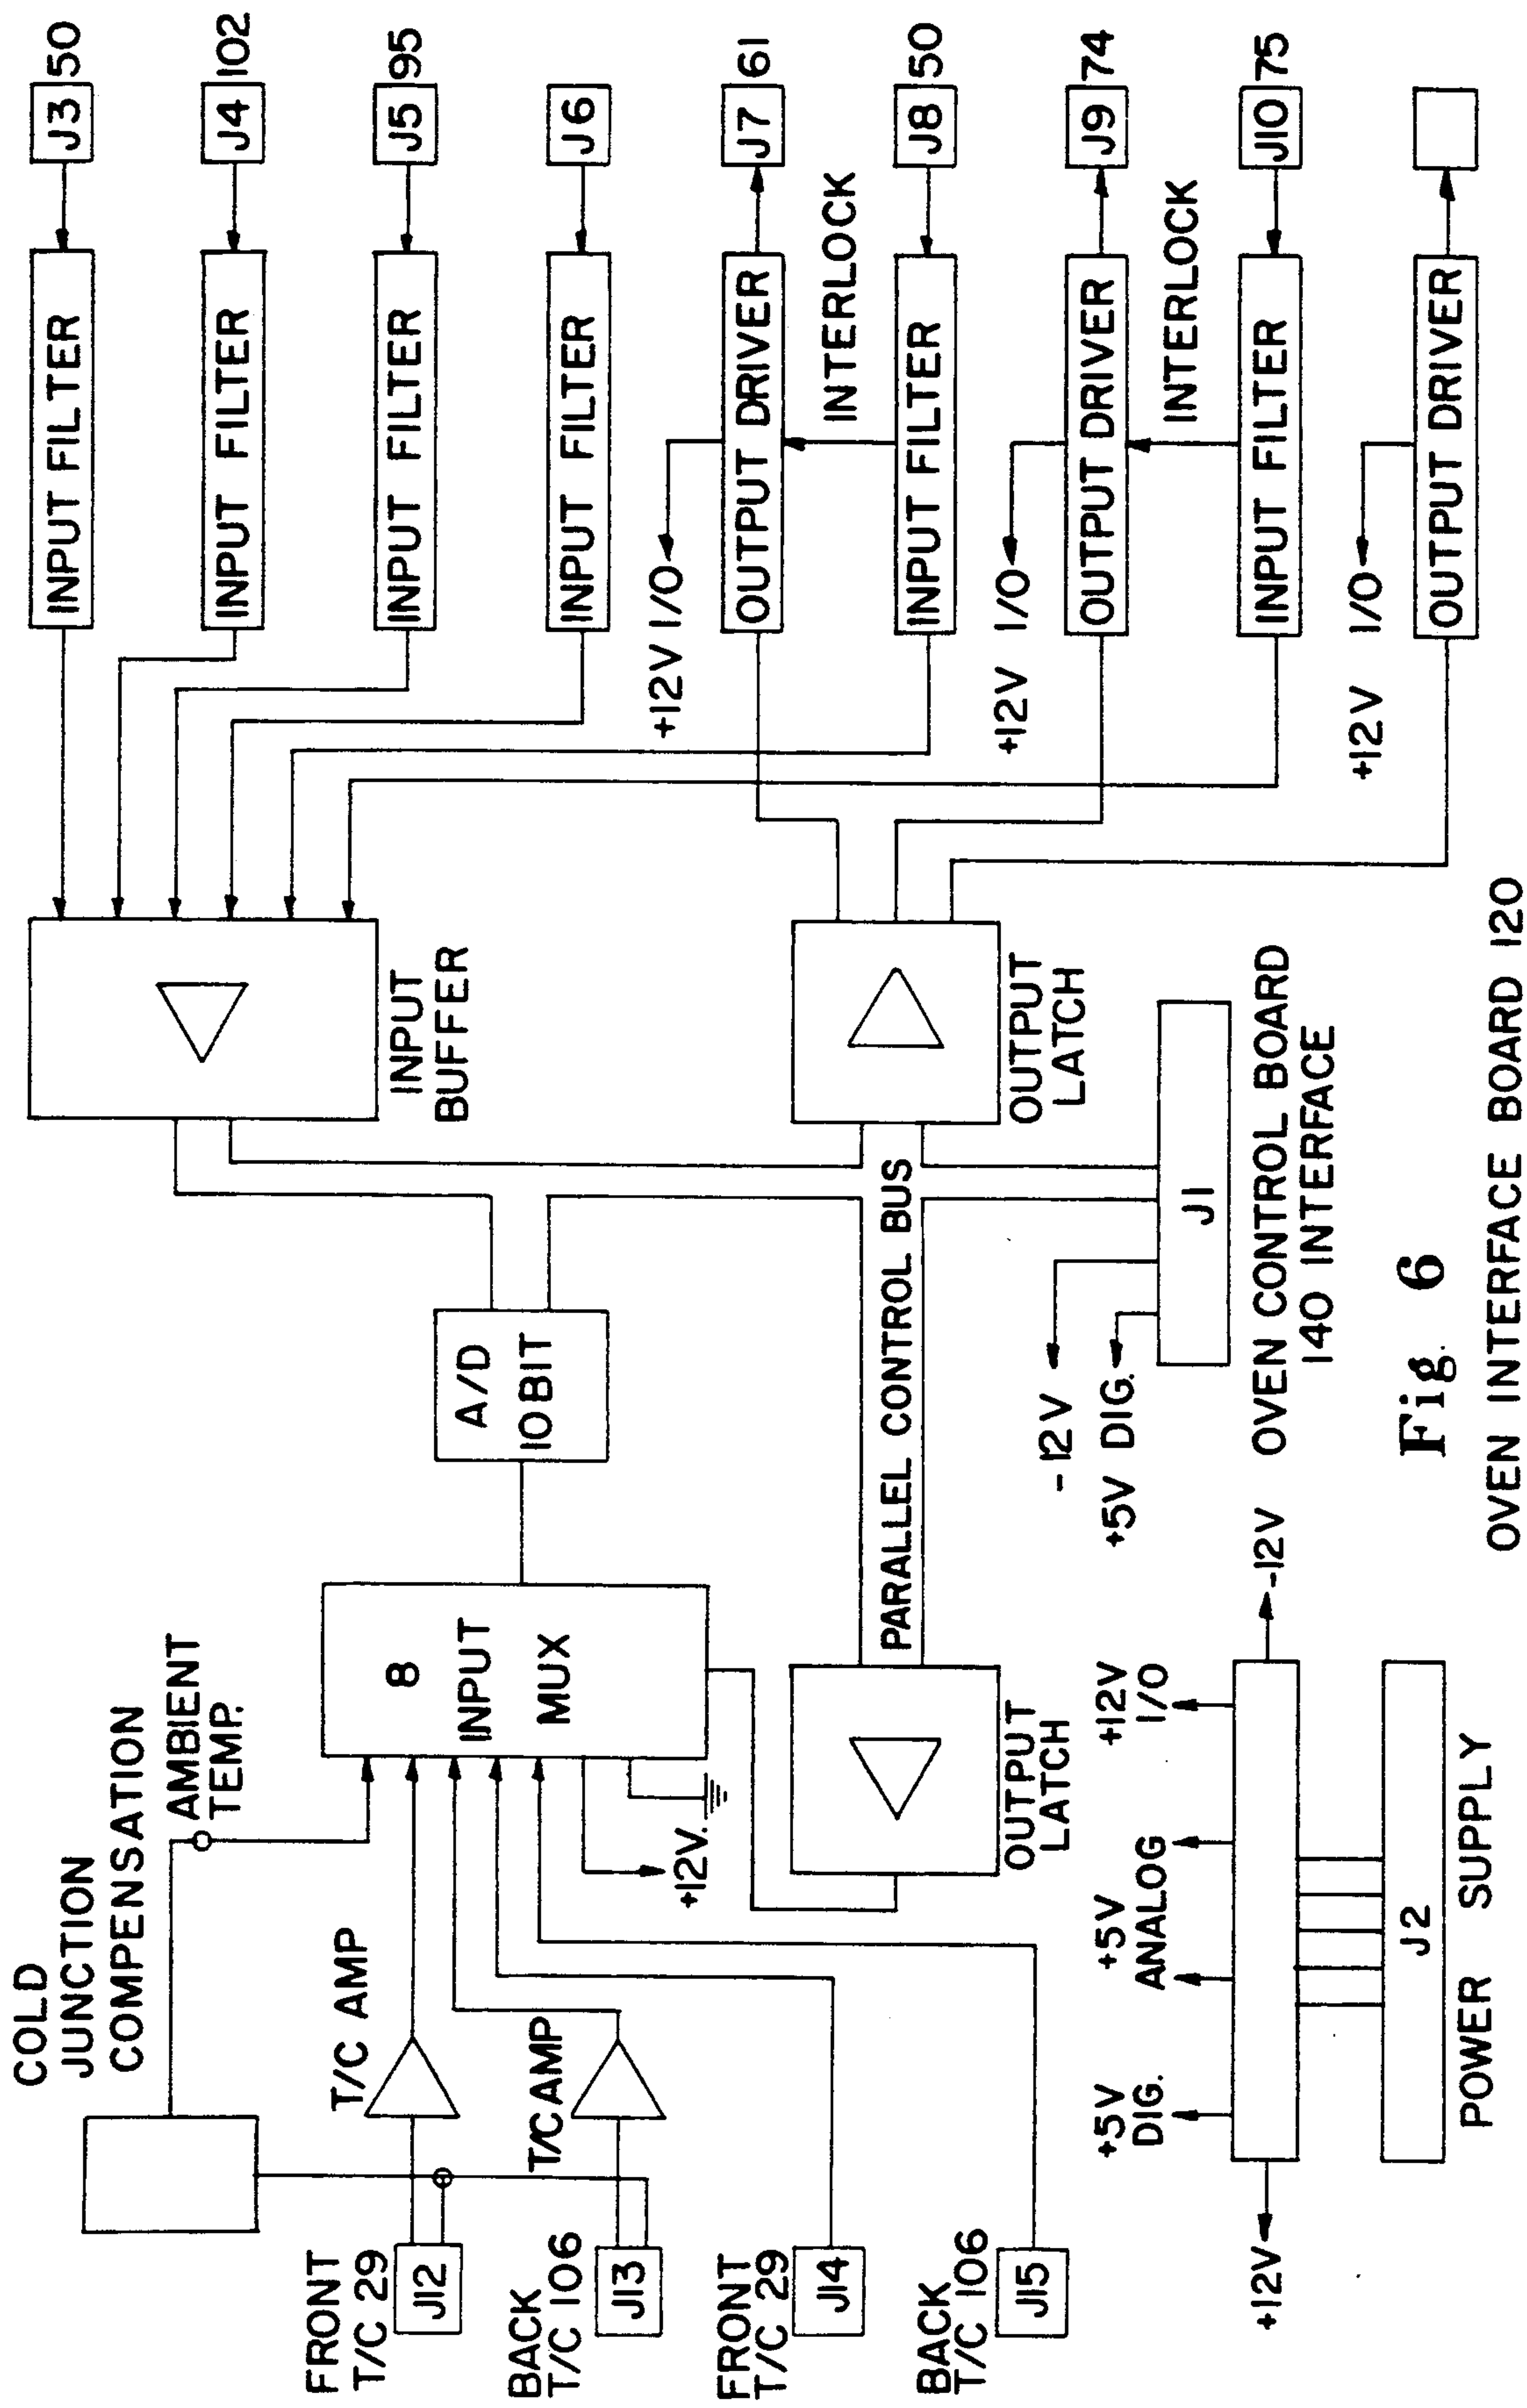 COLD
JUNCTION
COMPENSATION
AMBIENT
TEMP.
FRONT
T/C 29
J12
T/C AMP
BACK
T/C 106
J13
T/C AMP
FRONT
T/C 29
J14
BACK
T/C 106
J15
8
INPUT
MUX
+12V.
A/D
10 BIT
OUTPUT
LATCH
PARALLEL CONTROL BUS
INPUT
BUFFER
OUTPUT
LATCH
INPUT FILTER
J3
50
INPUT FILTER
J4
102
INPUT FILTER
J5
95
INPUT FILTER
J6
+12V I/O
OUTPUT DRIVER
J7
61
INTERLOCK
INPUT FILTER
J8
50
+12V I/O
OUTPUT DRIVER
J9
74
INTERLOCK
INPUT FILTER
J10
75
+12V I/O
OUTPUT DRIVER
-12V
+5V DIG.
J1
OVEN CONTROL BOARD
140 INTERFACE
+12V
+5V
DIG.
+5V
ANALOG
+12V
I/O
-12V
J2
POWER SUPPLY
Fig. 6
OVEN INTERFACE BOARD 120